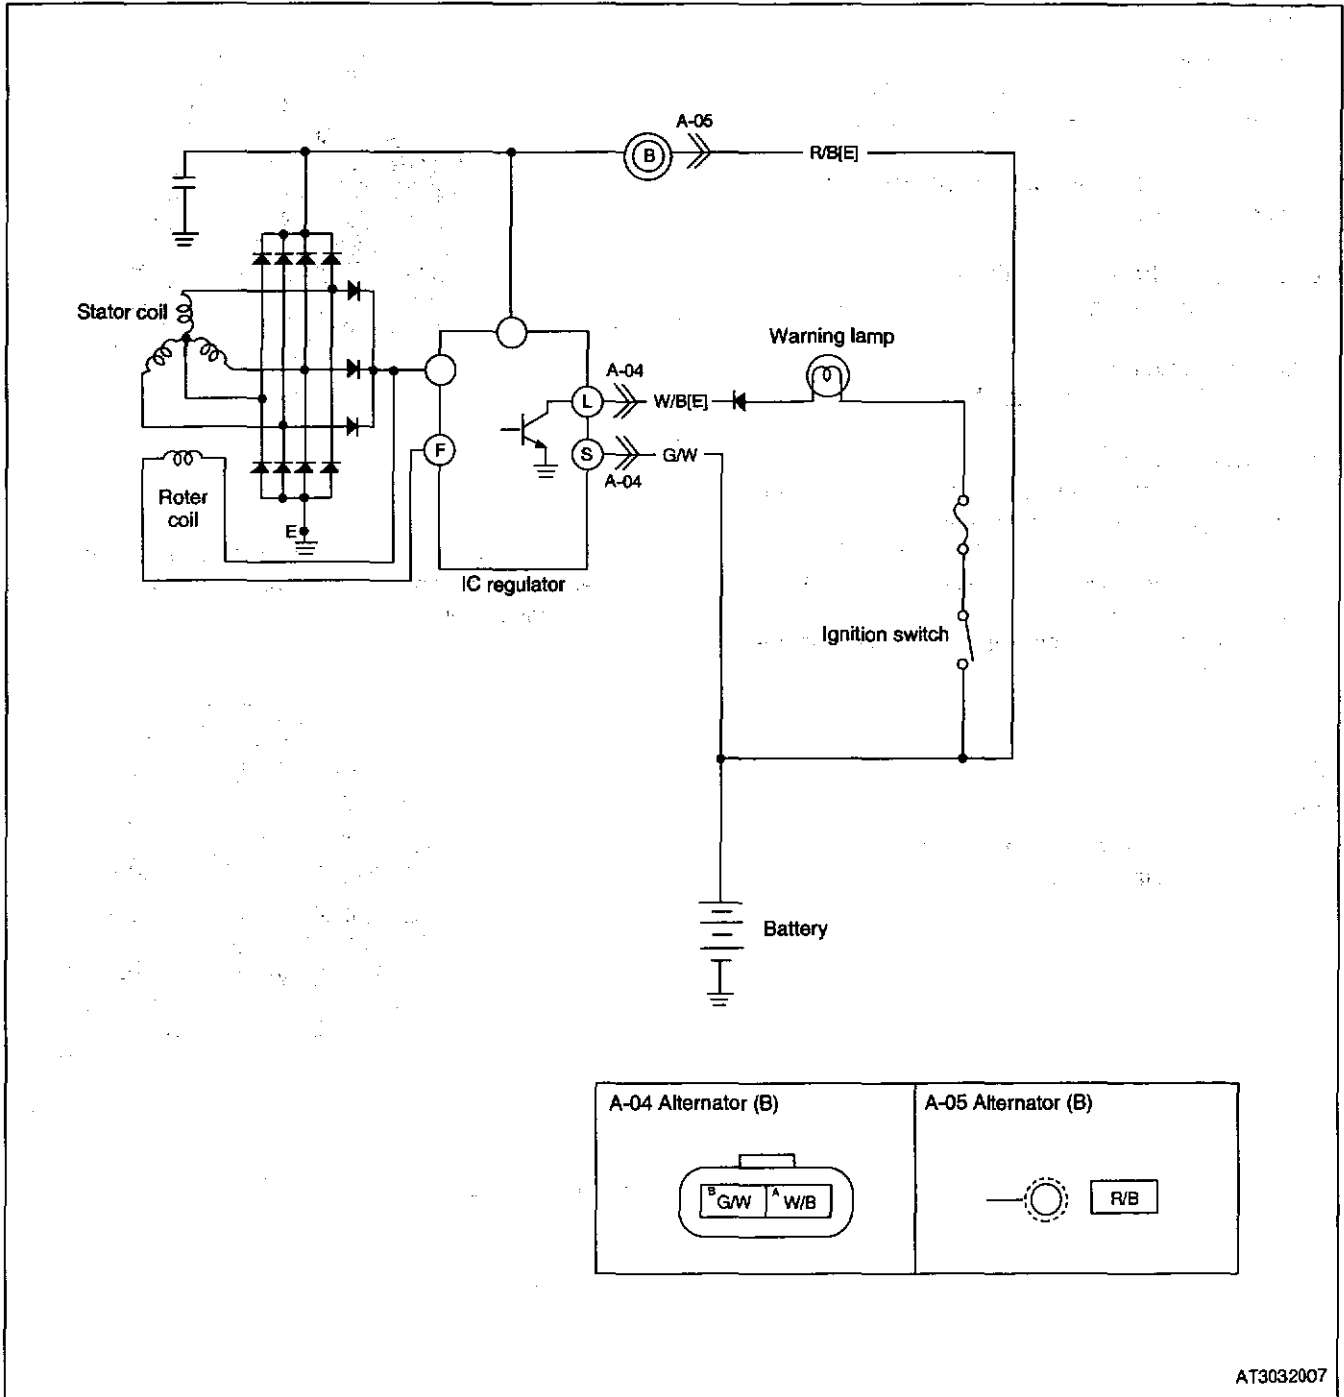 A-05
B
R/B[E]
Stator coil
Warning lamp
A-04
L
W/B[E]
F
S
G/W
A-04
Roter
coil
E
IC regulator
Ignition switch
Battery
A-04 Alternator (B)
A-05 Alternator (B)
B G/W
A W/B
R/B
AT3032007